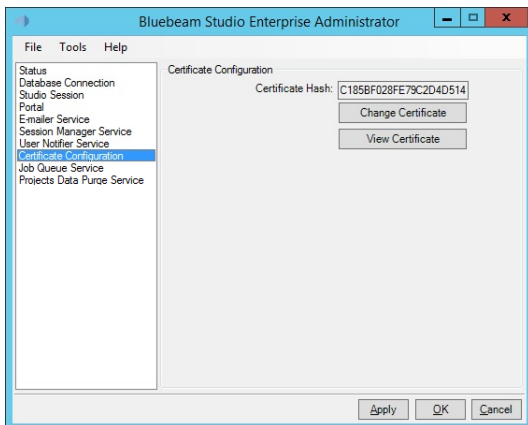 Bluebeam Studio Enterprise Administrator
File Tools Help
Status
Database Connection
Studio Session
Portal
E-mailer Service
Session Manager Service
User Notifier Service
Certificate Configuration
Job Queue Service
Projects Data Purge Service
Certificate Configuration
Certificate Hash: C185BF028FE79C2D4D514
Change Certificate
View Certificate
Apply OK Cancel